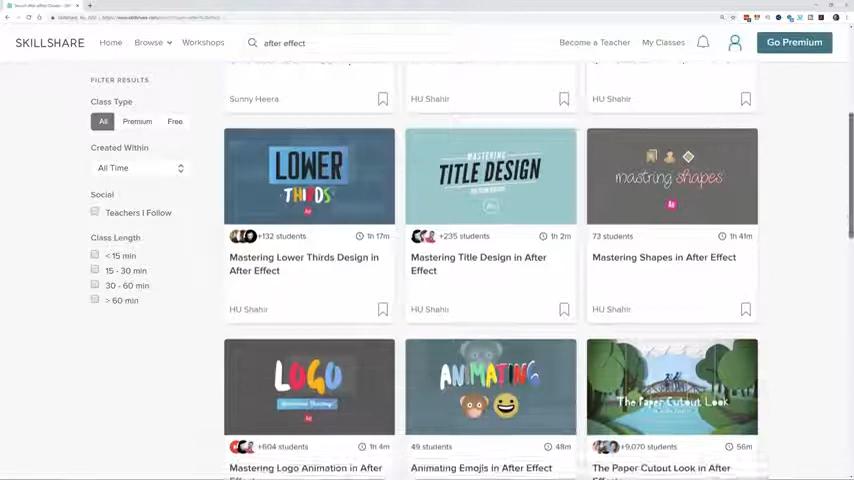 SKILLSHARE
Home
Browse
Workshops
after effect
Become a Teacher
My Classes
Go Premium
FILTER RESULTS
Class Type
All
Premium
Free
Created Within
All Time
Social
Teachers I Follow
Class Length
< 15 min
15 - 30 min
30 - 60 min
> 60 min
Sunny Heera
HU Shahir
HU Shahir
LOWER
THIRDS
MASTERING
TITLE DESIGN
mastring shapes
+132 students
1h 17m
+235 students
1h 2m
73 students
1h 41m
Mastering Lower Thirds Design in
After Effect
Mastering Title Design in After
Effect
Mastering Shapes in After Effect
HU Shahir
HU Shahir
HU Shahir
LOGO
ANIMATING
The Paper Cutout Look
+604 students
1h 4m
49 students
48m
+9,070 students
56m
Mastering Logo Animation in After
Animating Emojis in After Effect
The Paper Cutout Look in After